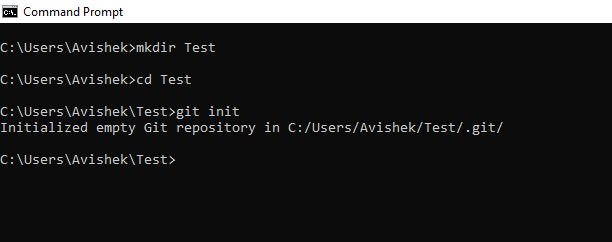 Command Prompt
C:\Users\Avishek>mkdir Test
C:\Users\Avishek>cd Test
C:\Users\Avishek\Test>git init
Initialized empty Git repository in C:/Users/Avishek/Test/.git/
C:\Users\Avishek\Test>